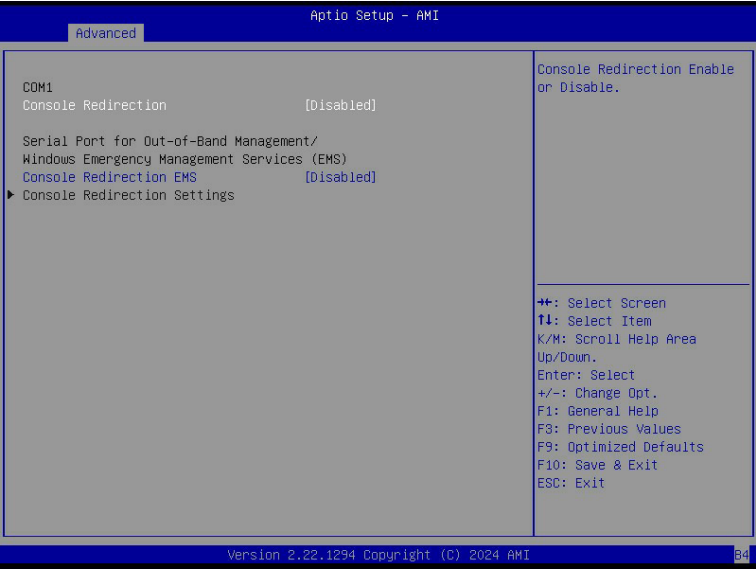 Aptio Setup – AMI
Advanced
COM1
Console Redirection [Disabled]
Serial Port for Out-of-Band Management/
Windows Emergency Management Services (EMS)
Console Redirection EMS [Disabled]
▶ Console Redirection Settings
Console Redirection Enable
or Disable.
→←: Select Screen
↑↓: Select Item
K/M: Scroll Help Area
Up/Down.
Enter: Select
+/-: Change Opt.
F1: General Help
F3: Previous Values
F9: Optimized Defaults
F10: Save & Exit
ESC: Exit
Version 2.22.1294 Copyright (C) 2024 AMI
B4